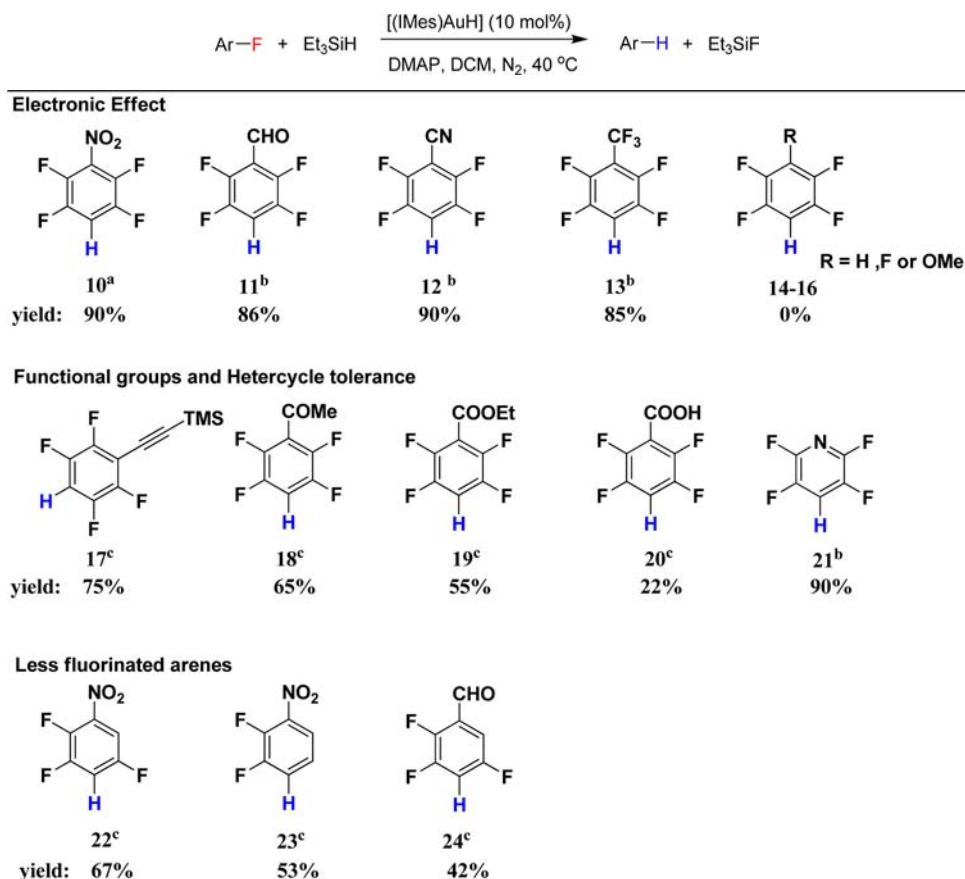 [(IMes)AuH] (10 mol%)
Ar—F + Et₃SiH Ar—H + Et₃SiF
DMAP, DCM, N₂, 40 °C
Electronic Effect
NO₂ CHO CN CF₃ R
F F F F F F F F F F
F F F F F F F F F F
H H H H H
R = H ,F or OMe
10ᵃ 11ᵇ 12 ᵇ 13ᵇ 14-16
yield: 90% 86% 90% 85% 0%
Functional groups and Hetercycle tolerance
TMS
COMe COOEt COOH
F F F F F F F F N F
F H F F F F F F F F F
F H H H H
17ᶜ 18ᶜ 19ᶜ 20ᶜ 21ᵇ
yield: 75% 65% 55% 22% 90%
Less fluorinated arenes
NO₂ NO₂ CHO
F F F
F F F F F
H H H
22ᶜ 23ᶜ 24ᶜ
yield: 67% 53% 42%